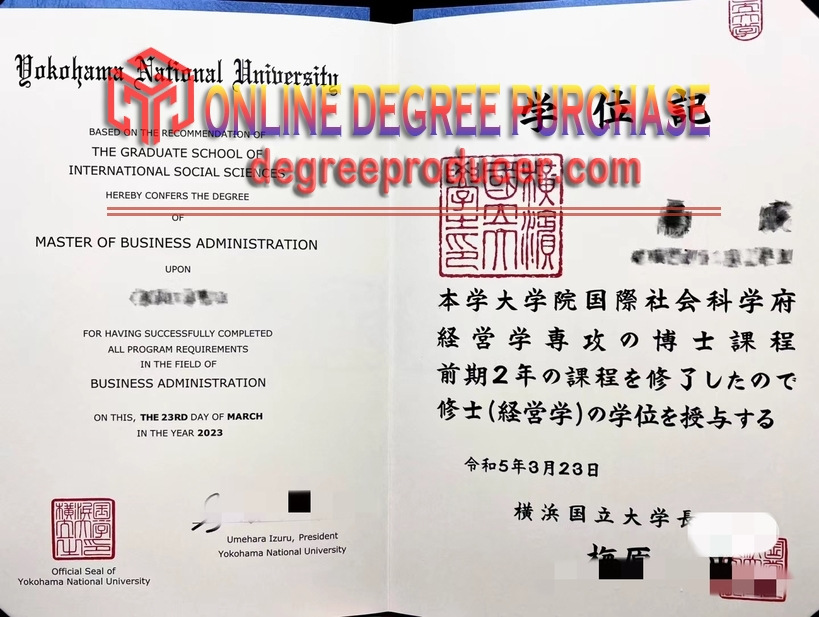 Yokohama National University
BASED ON THE RECOMMENDATION OF
THE GRADUATE SCHOOL OF
INTERNATIONAL SOCIAL SCIENCES
HEREBY CONFERS THE DEGREE
OF
MASTER OF BUSINESS ADMINISTRATION
UPON
FOR HAVING SUCCESSFULLY COMPLETED
ALL PROGRAM REQUIREMENTS
IN THE FIELD OF
BUSINESS ADMINISTRATION
ON THIS, THE 23RD DAY OF MARCH
IN THE YEAR 2023
Umehara Izuru, President
Yokohama National University
Official Seal of
Yokohama National University
ONLINE DEGREE PURCHASE
degreeproducer.com
学位記
本学大学院国際社会科学府
経営学専攻の博士課程
前期2年の課程を修了したので
修士(経営学)の学位を授与する
令和5年3月23日
横浜国立大学長
梅原